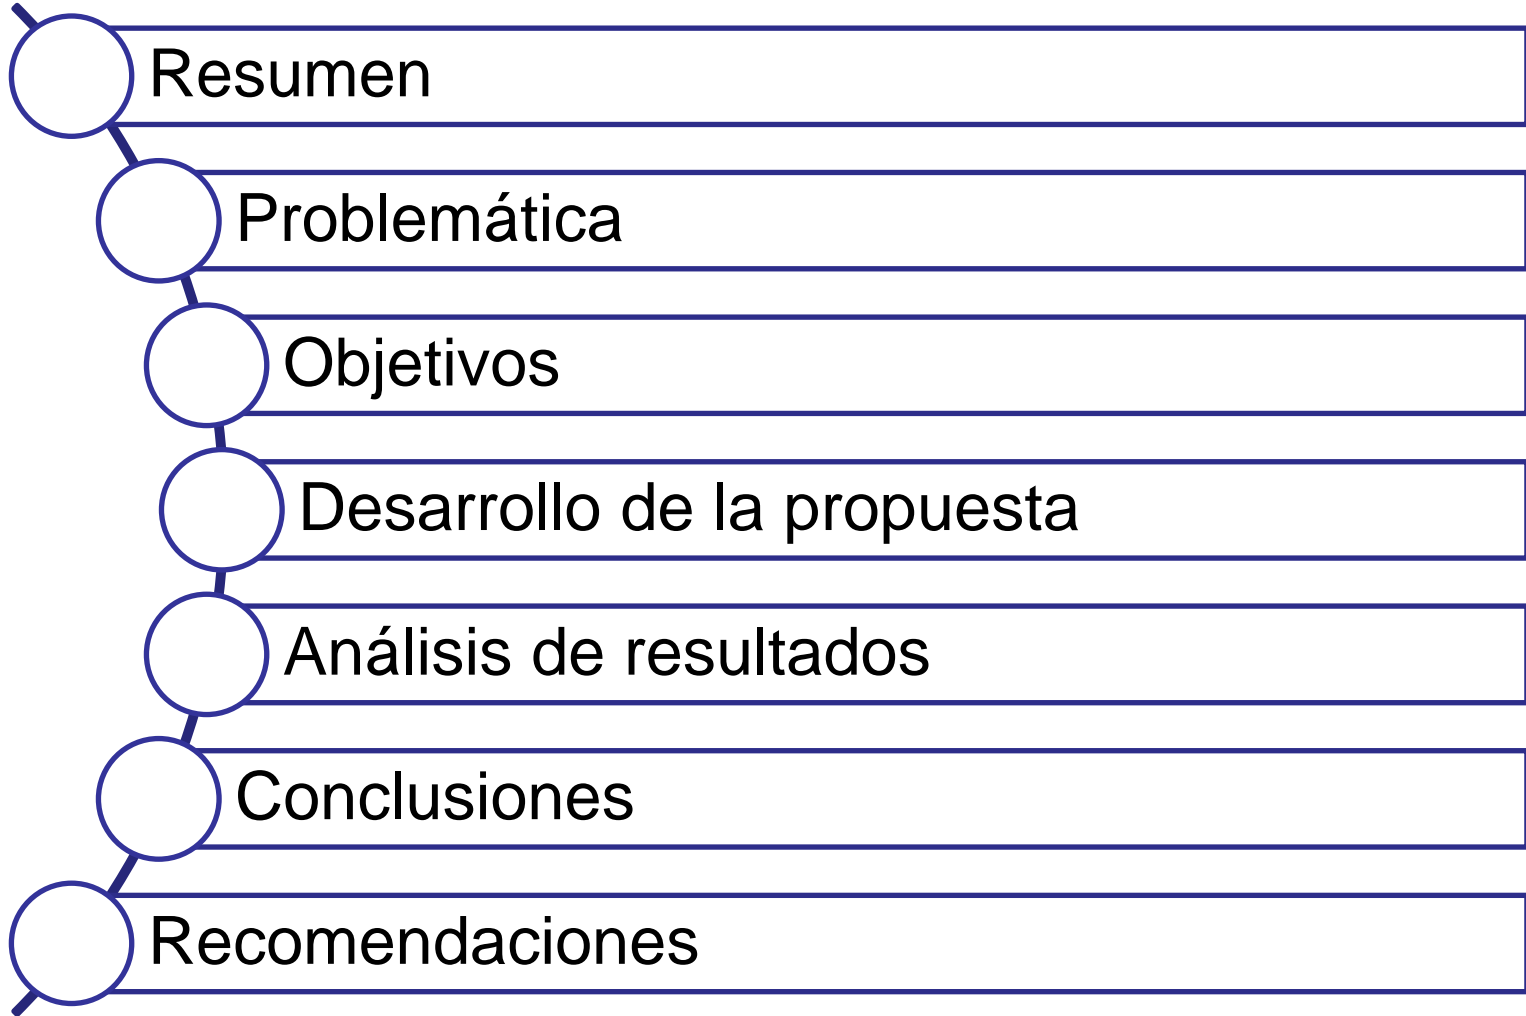 Resumen
Problemática
Objetivos
Desarrollo de la propuesta
Análisis de resultados
Conclusiones
Recomendaciones